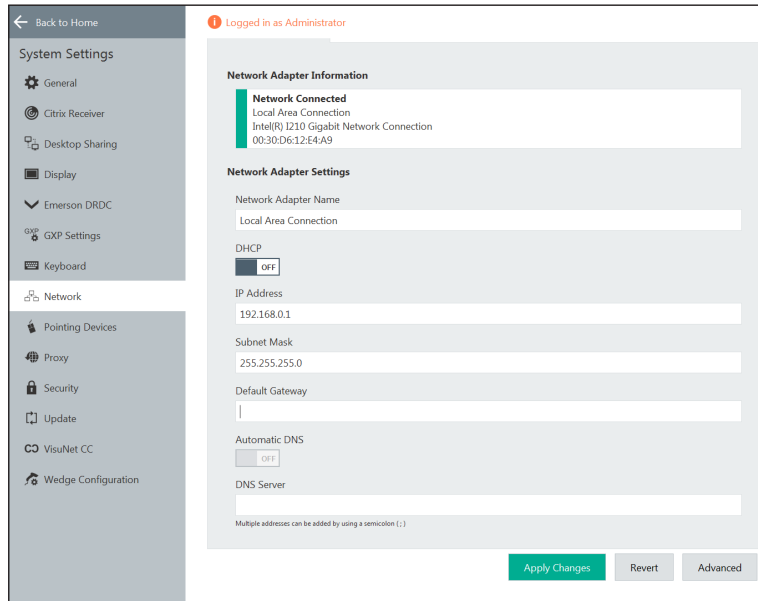 Back to Home
Logged in as Administrator
System Settings
General
Citrix Receiver
Desktop Sharing
Display
Emerson DRDC
GXP
GXP Settings
Keyboard
Network
Pointing Devices
Proxy
Security
Update
VisuNet CC
Wedge Configuration
Network Adapter Information
Network Connected
Local Area Connection
Intel(R) I210 Gigabit Network Connection
00:30:D6:12:E4:A9
Network Adapter Settings
Network Adapter Name
Local Area Connection
DHCP
OFF
IP Address
192.168.0.1
Subnet Mask
255.255.255.0
Default Gateway
Automatic DNS
OFF
DNS Server
Multiple addresses can be added by using a semicolon ( ; )
Apply Changes
Revert
Advanced